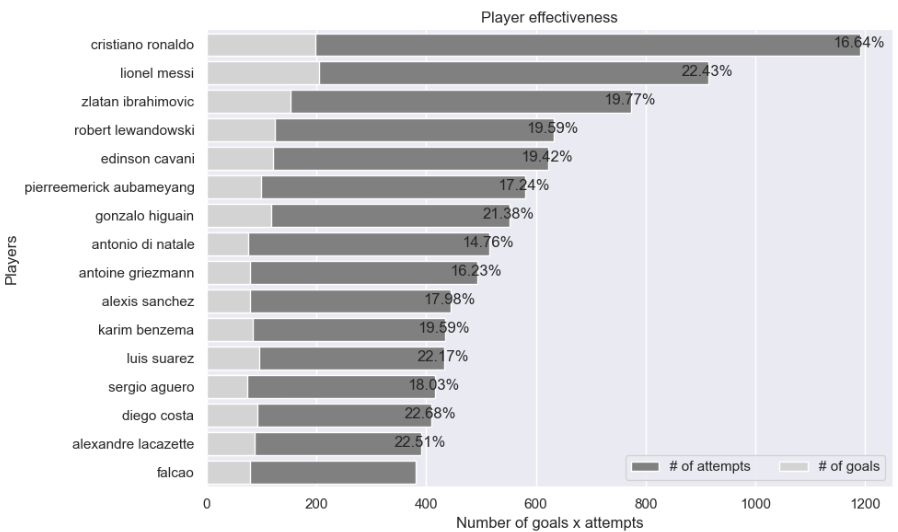 Player effectiveness
cristiano ronaldo 16.64%
lionel messi 22.43%
zlatan ibrahimovic 19.77%
robert lewandowski 19.59%
edinson cavani 19.42%
pierreemerick aubameyang 17.24%
gonzalo higuain 21.38%
antonio di natale 14.76%
antoine griezmann 16.23%
alexis sanchez 17.98%
karim benzema 19.59%
luis suarez 22.17%
sergio aguero 18.03%
diego costa 22.68%
alexandre lacazette 22.51%
falcao
Players
# of attempts # of goals
0 200 400 600 800 1000 1200
Number of goals x attempts